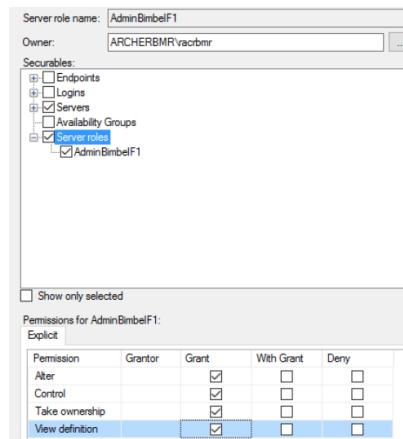 Server role name: AdminBimbelF1
Owner: ARCHERBMR\racrbmr ...
Securables:
Endpoints
Logins
Servers
Availability Groups
Server roles
AdminBimbelF1
Show only selected
Permissions for AdminBimbelF1:
Explicit
Permission Grantor Grant With Grant Deny
Alter
Control
Take ownership
View definition